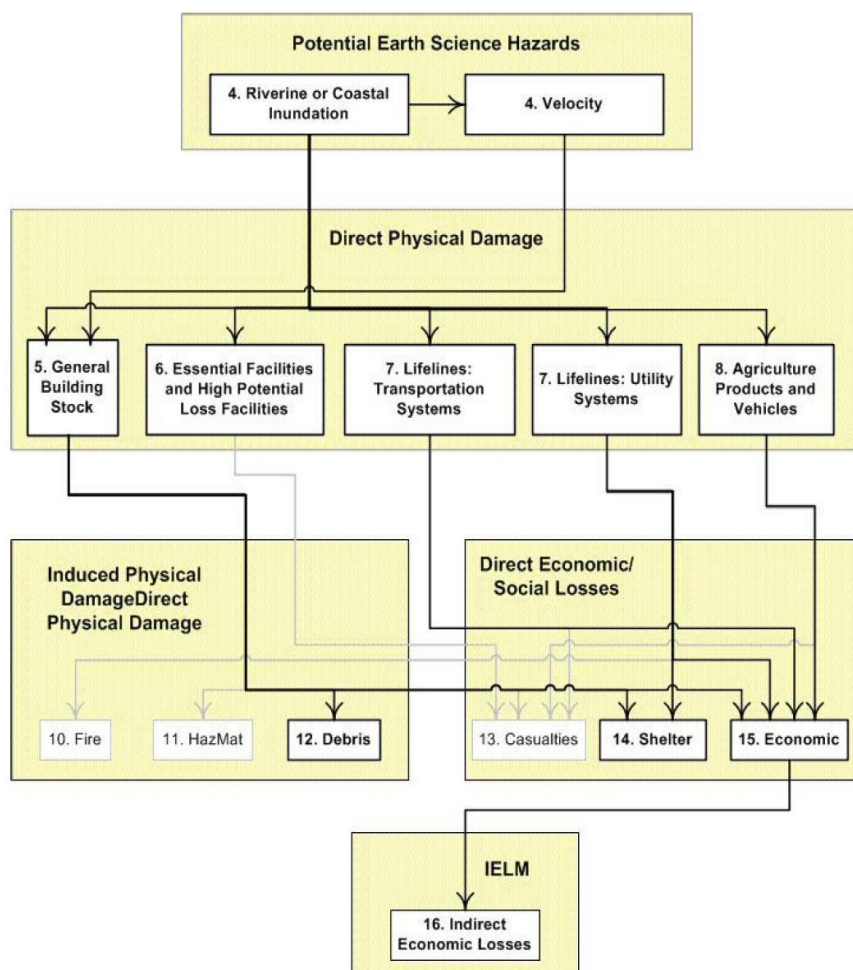 Potential Earth Science Hazards
4. Riverine or Coastal
Inundation
4. Velocity
Direct Physical Damage
5. General
Building
Stock
6. Essential Facilities
and High Potential
Loss Facilities
7. Lifelines:
Transportation
Systems
7. Lifelines: Utility
Systems
8. Agriculture
Products and
Vehicles
Induced Physical
DamageDirect
Physical Damage
10. Fire
11. HazMat
12. Debris
Direct Economic/
Social Losses
13. Casualties
14. Shelter
15. Economic
IELM
16. Indirect
Economic Losses